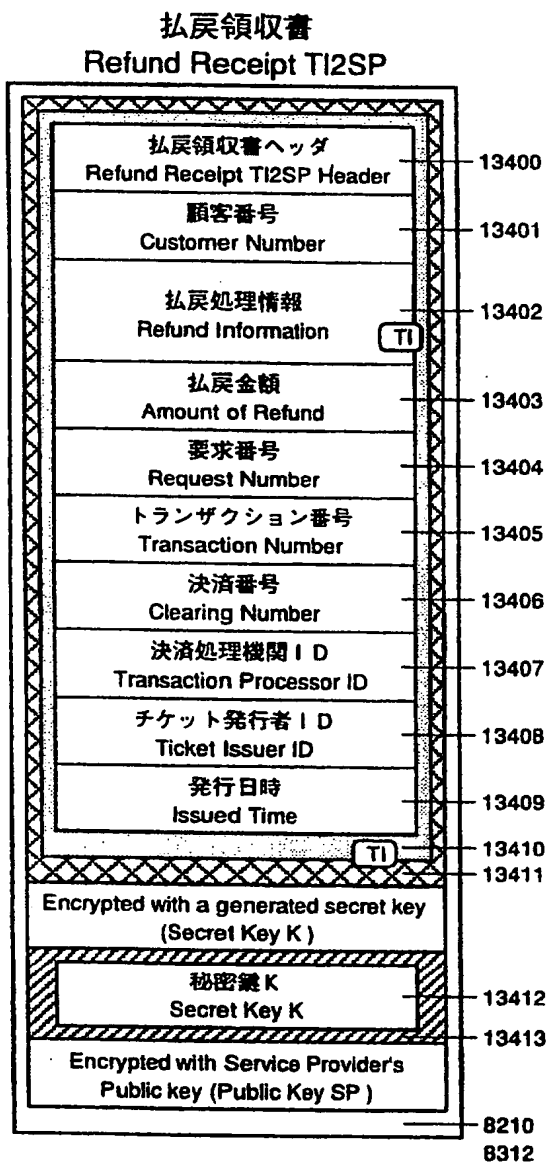 払戻領収書
Refund Receipt TI2SP
払戻領収書ヘッダ
Refund Receipt TI2SP Header
13400
顧客番号
Customer Number
13401
払戻処理情報
Refund Information
13402
TI
払戻金額
Amount of Refund
13403
要求番号
Request Number
13404
トランザクション番号
Transaction Number
13405
決済番号
Clearing Number
13406
決済処理機関ID
Transaction Processor ID
13407
チケット発行者ID
Ticket Issuer ID
13408
発行日時
Issued Time
13409
TI
13410
13411
Encrypted with a generated secret key
(Secret Key K )
秘密鍵K
Secret Key K
13412
13413
Encrypted with Service Provider's
Public key (Public Key SP )
8210
8312